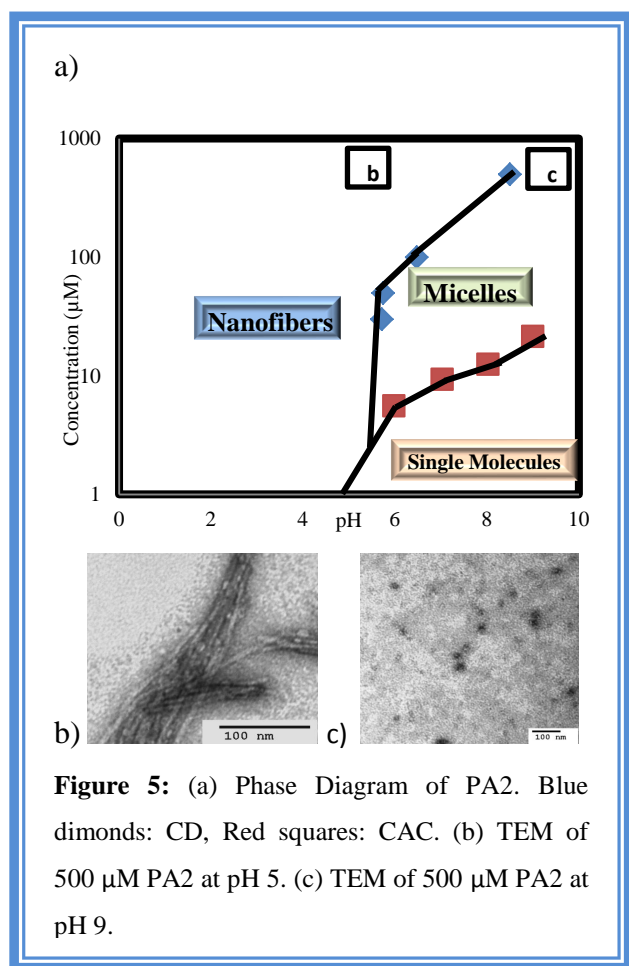 a)
1000
b
c
100
Micelles
Nanofibers
Concentration (μM)
10
Single Molecules
1
0 2 4 pH 6 8 10
100 nm
100 nm
b)
c)
Figure 5: (a) Phase Diagram of PA2. Blue
dimonds: CD, Red squares: CAC. (b) TEM of
500 μM PA2 at pH 5. (c) TEM of 500 μM PA2 at
pH 9.